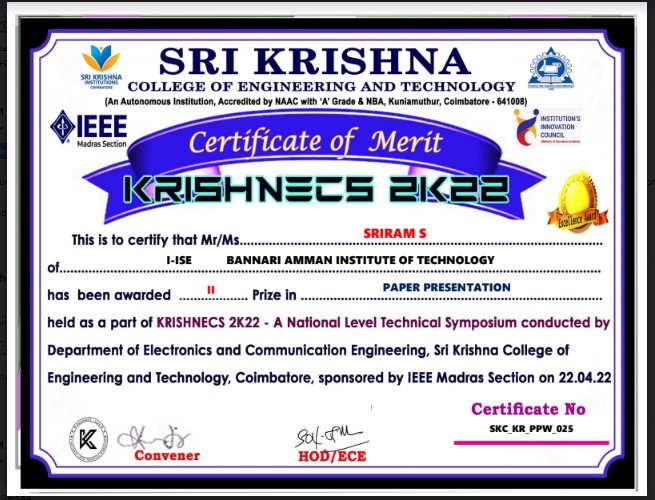 SRI KRISHNA
COLLEGE OF ENGINEERING AND TECHNOLOGY
(An Autonomous Institution, Accredited by NAAC with 'A' Grade & NBA, Kuniamuthur, Coimbatore - 641008)
SRI KRISHNA
INSTITUTIONS
COIMBATORE
IEEE
Madras Section
INSTITUTION'S
INNOVATION
COUNCIL
Certificate of Merit
KRISHNECS 2K22
Excellence Award
This is to certify that Mr/Ms............SRIRAM S............
of............I-ISE BANNARI AMMAN INSTITUTE OF TECHNOLOGY............
has been awarded ......II...... Prize in ............PAPER PRESENTATION............
held as a part of KRISHNECS 2K22 - A National Level Technical Symposium conducted by
Department of Electronics and Communication Engineering, Sri Krishna College of
Engineering and Technology, Coimbatore, sponsored by IEEE Madras Section on 22.04.22
Certificate No
SKC_KR_PPW_025
K
Convener
HOD/ECE